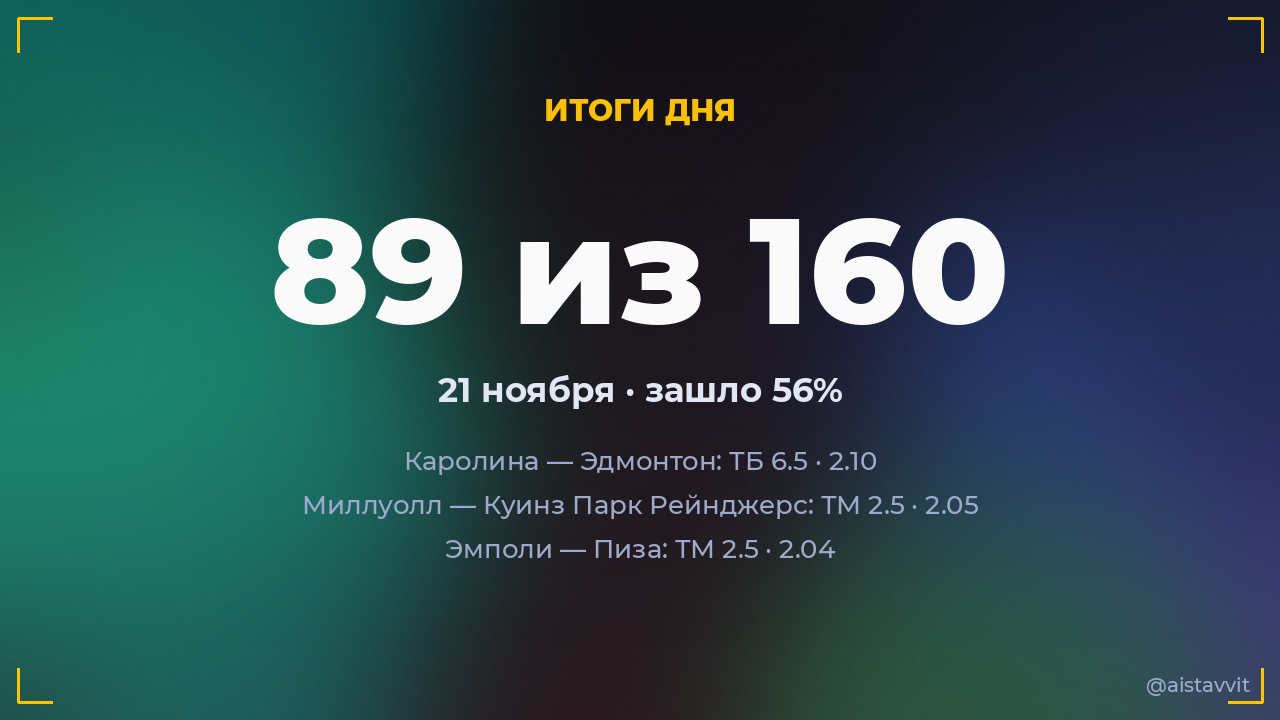 ИТОГИ ДНЯ
89 из 160
21 ноября · зашло 56%
Каролина — Эдмонтон: ТБ 6.5 · 2.10
Миллуолл — Куинз Парк Рейнджерс: ТМ 2.5 · 2.05
Эмполи — Пиза: ТМ 2.5 · 2.04
@aistavvit